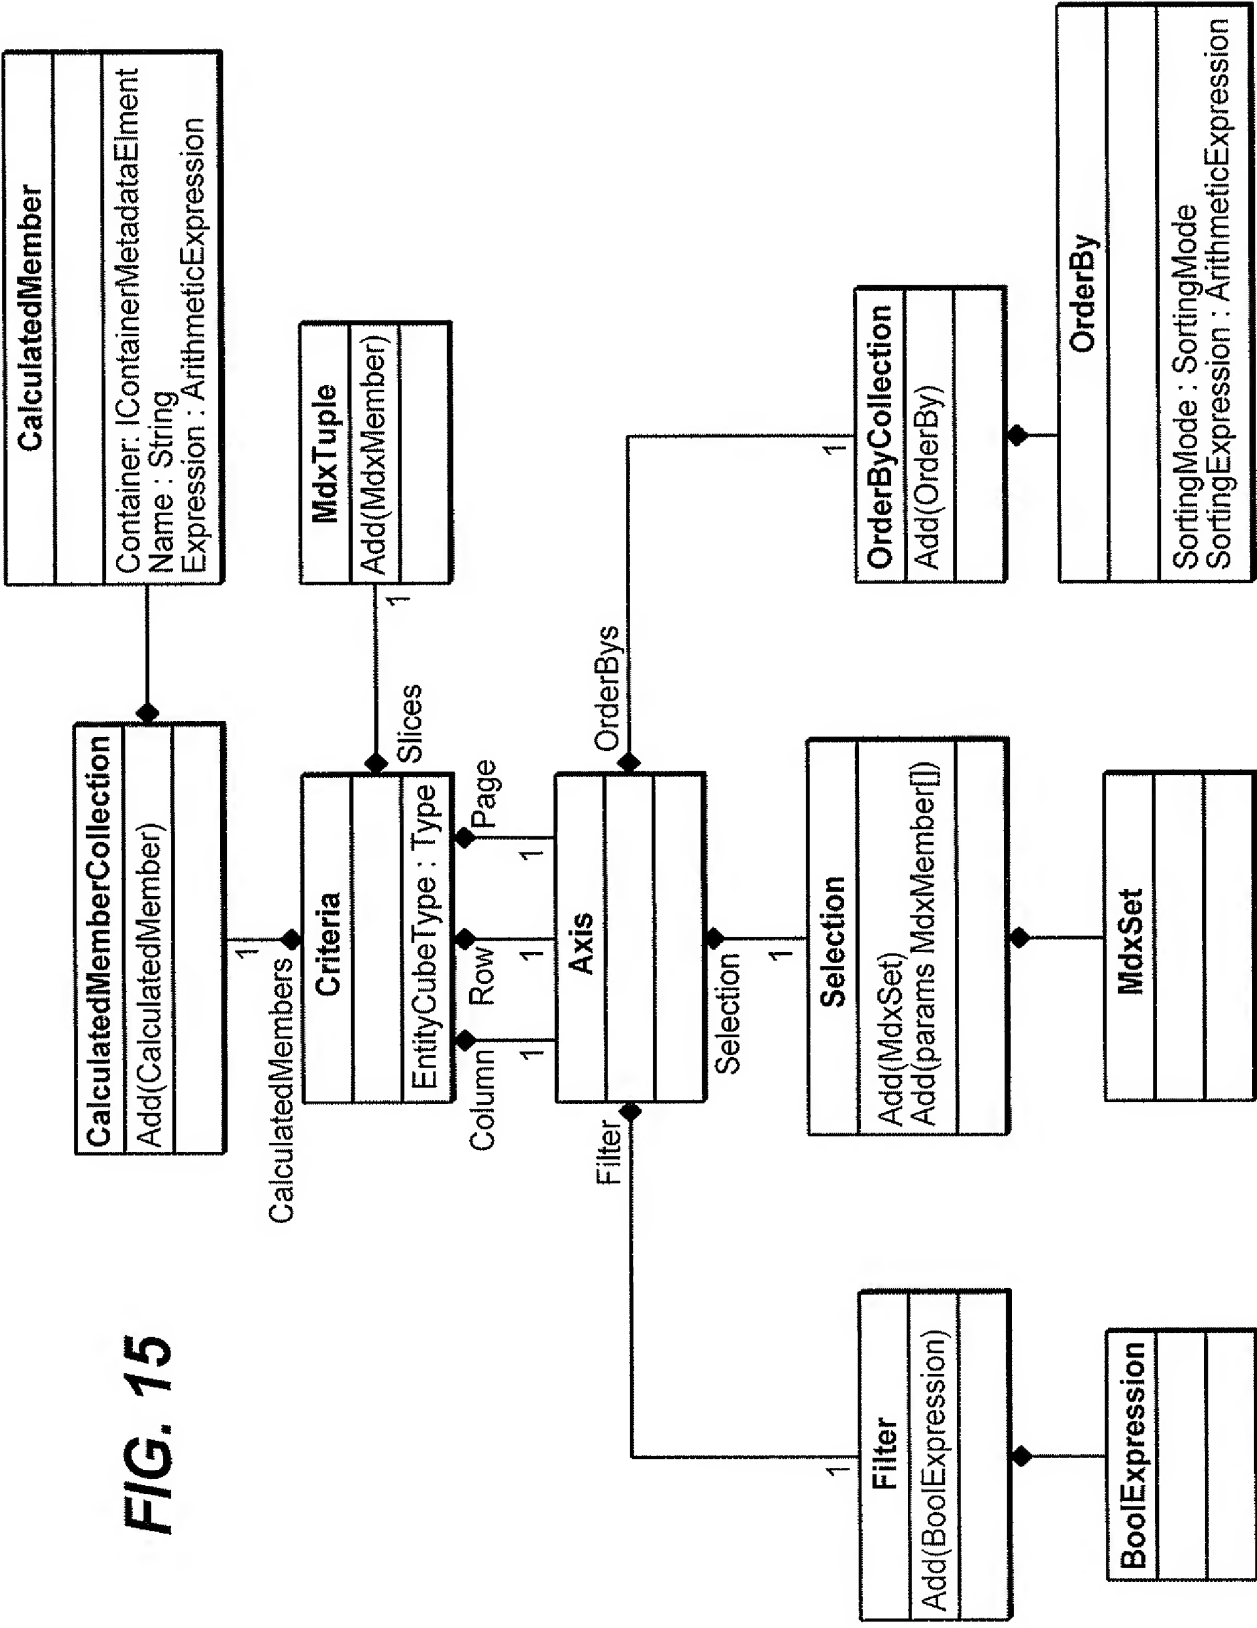 FIG. 15
CalculatedMemberCollection
Add(CalculatedMember)
CalculatedMember
Container: IContainerMetadataElment
Name : String
Expression : ArithmeticExpression
1
CalculatedMembers
Criteria
EntityCubeType : Type
Slices
1
MdxTuple
Add(MdxMember)
Column
1
Row
1
Page
1
Axis
Filter
1
Selection
1
OrderBys
1
Filter
Add(BoolExpression)
Selection
Add(MdxSet)
Add(params MdxMember[])
OrderByCollection
Add(OrderBy)
BoolExpression
MdxSet
OrderBy
SortingMode : SortingMode
SortingExpression : ArithmeticExpression